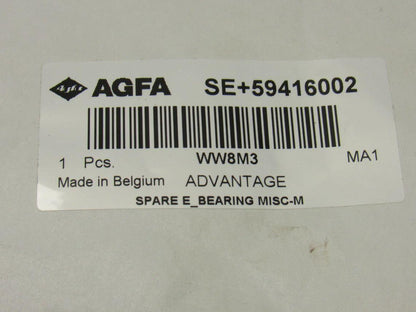 AGFA SE+59416002
WW8M3
1 Pcs. MA1
Made in Belgium ADVANTAGE
SPARE E_BEARING MISC-M